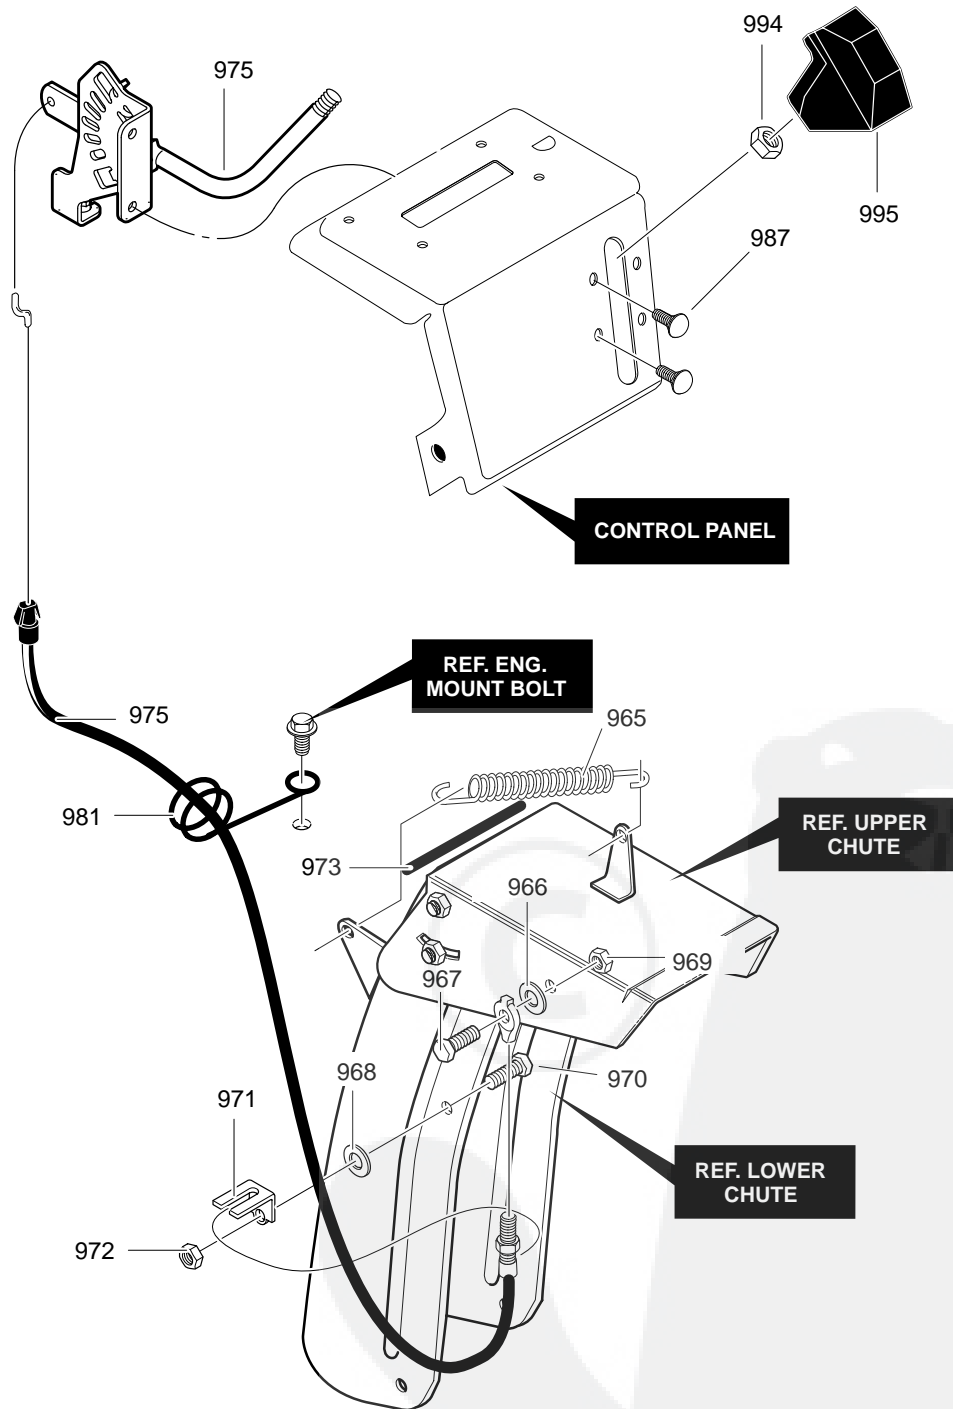 994
975
995
987
CONTROL PANEL
REF. ENG.
MOUNT BOLT
975
965
981
REF. UPPER
CHUTE
973
966
969
967
968
970
971
REF. LOWER
CHUTE
972
©